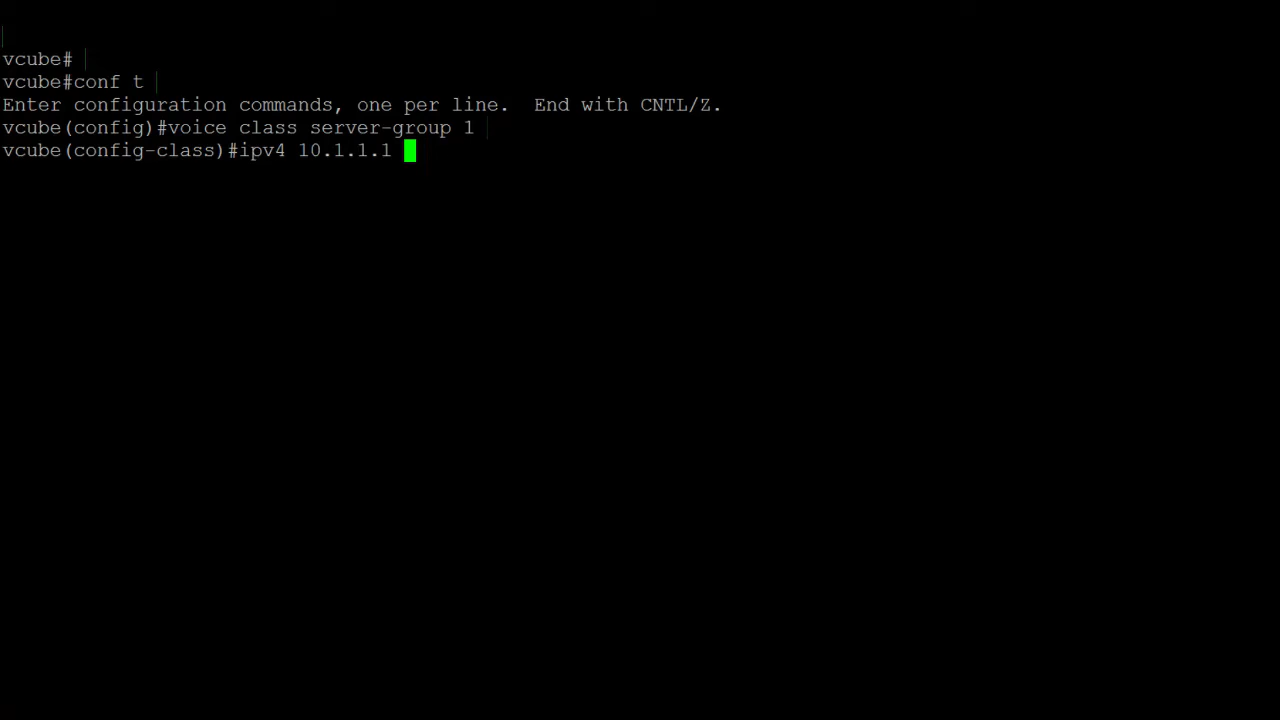 vcube#
vcube#conf t
Enter configuration commands, one per line.  End with CNTL/Z.
vcube(config)#voice class server-group 1
vcube(config-class)#ipv4 10.1.1.1